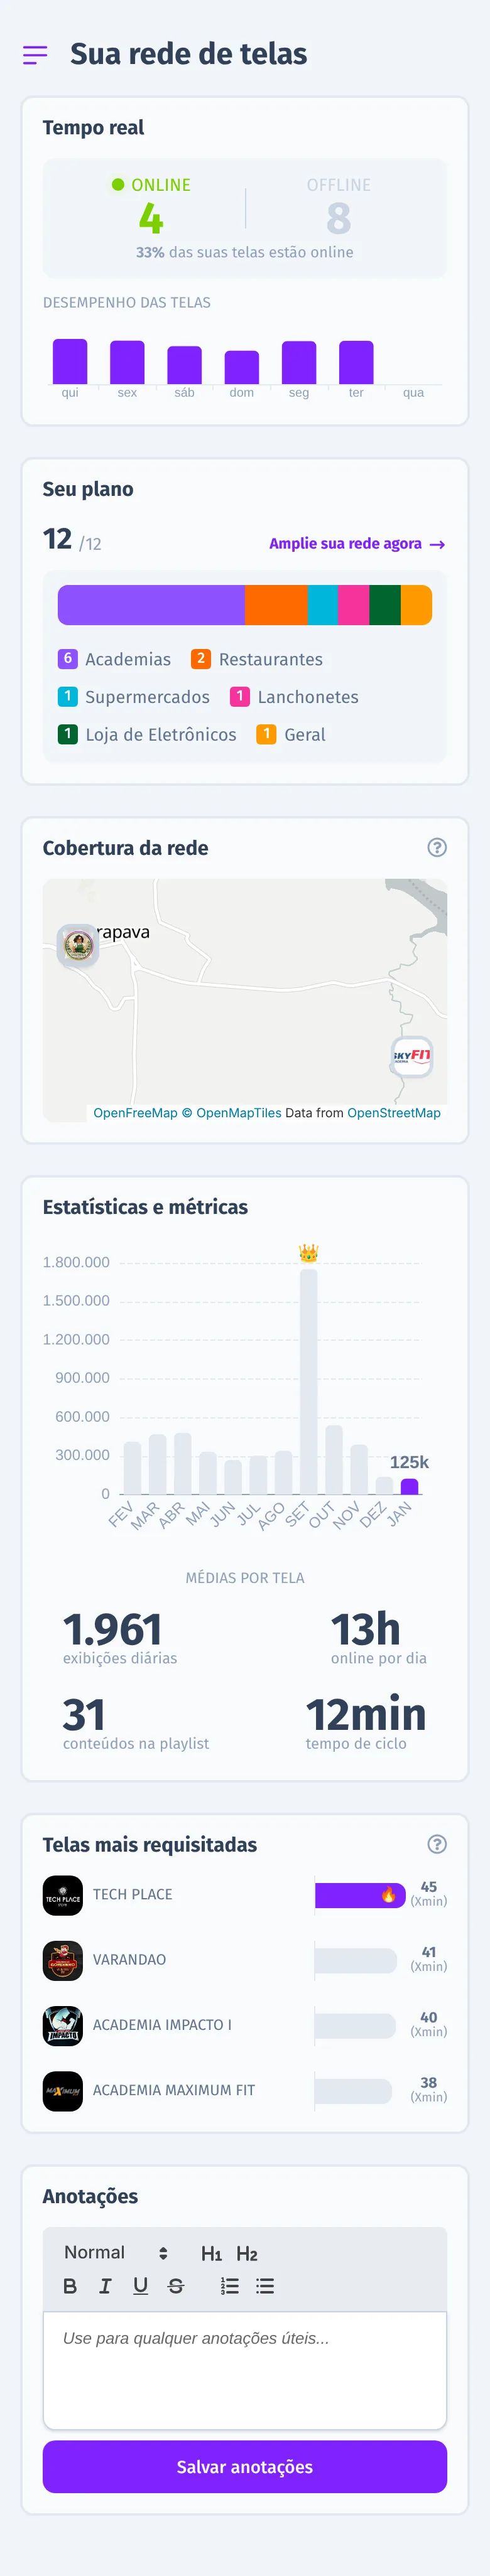 Sua rede de telas
Tempo real
ONLINE
OFFLINE
4
8
33% das suas telas estão online
DESEMPENHO DAS TELAS
qui sex sáb dom seg ter qua
Seu plano
12 /12
Amplie sua rede agora →
6 Academias 2 Restaurantes
1 Supermercados 1 Lanchonetes
1 Loja de Eletrônicos 1 Geral
Cobertura da rede
?
rapava
SKYFIT
OpenFreeMap © OpenMapTiles Data from OpenStreetMap
Estatísticas e métricas
1.800.000
1.500.000
1.200.000
900.000
600.000
300.000
125k
0
FEV MAR ABR MAI JUN JUL AGO SET OUT NOV DEZ JAN
MÉDIAS POR TELA
1.961
exibições diárias
13h
online por dia
31
conteúdos na playlist
12min
tempo de ciclo
Telas mais requisitadas
?
TECH PLACE
TECH PLACE
45
(Xmin)
VARANDAO
41
(Xmin)
IMPACTO
ACADEMIA IMPACTO I
40
(Xmin)
MAXIMUM
ACADEMIA MAXIMUM FIT
38
(Xmin)
Anotações
Normal H1 H2
B I U S
Use para qualquer anotações úteis...
Salvar anotações